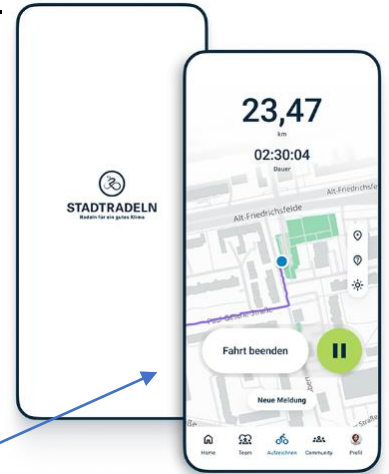 STADTRADELN
Radeln für ein gutes Klima
23,47
km
02:30:04
Dauer
Alt-Friedrichsfelde
Alt-Friedrichsfelde
Fahrt beenden
Neue Meldung
Home
Team
Aufzeichnen
Community
Profil